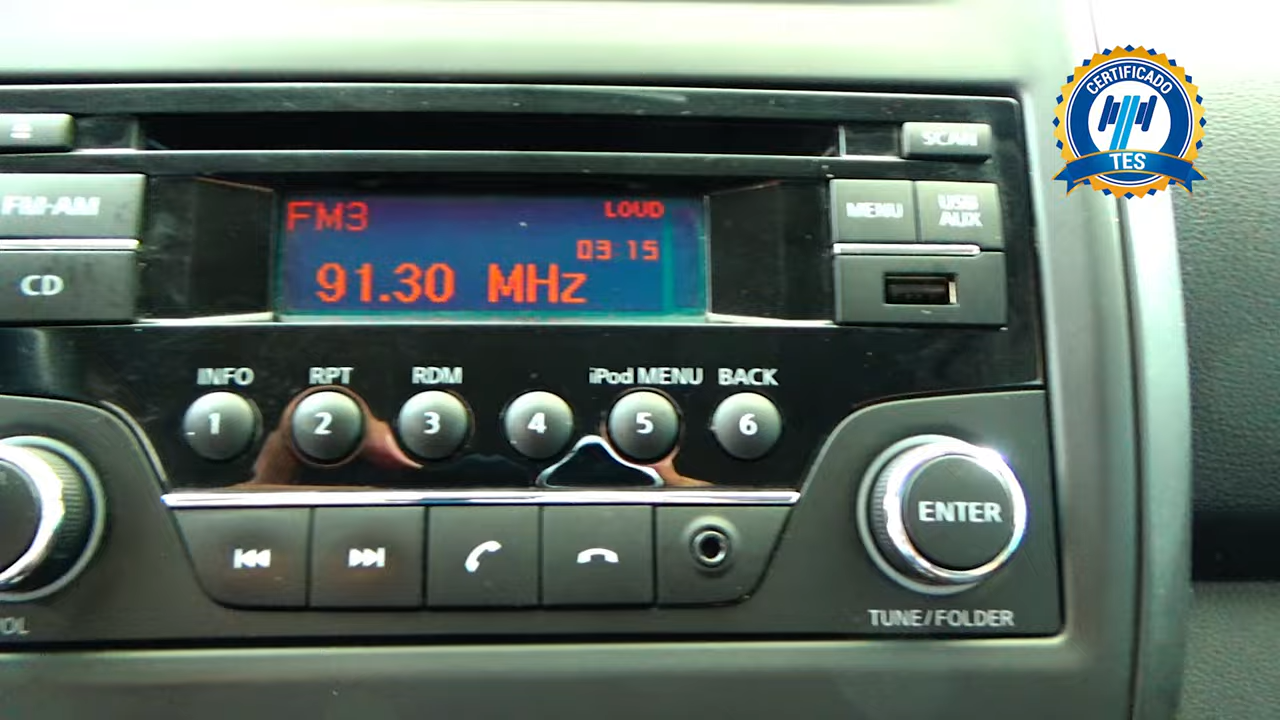 CERTIFICADO
TES
SCAN
FM-AM
FM3
LOUD
MENU
USB
AUX
03:15
91.30 MHz
CD
INFO
RPT
RDM
iPod MENU
BACK
1
2
3
4
5
6
ENTER
VOL
TUNE/FOLDER